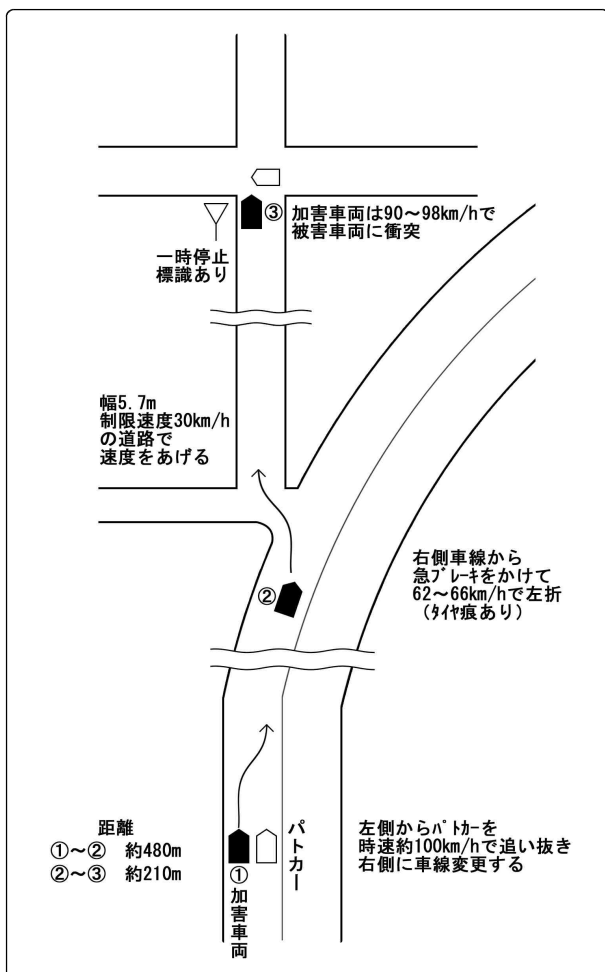 ③ 加害車両は90～98km/hで
被害車両に衝突
一時停止
標識あり
幅5.7m
制限速度30km/h
の道路で
速度をあげる
②
右側車線から
急ﾌﾞﾚｰｷをかけて
62～66km/hで左折
(ﾀｲﾔ痕あり)
距離
①～② 約480m
②～③ 約210m
①加害車両
パトカー
左側からﾊﾟﾄｶｰを
時速約100km/hで追い抜き
右側に車線変更する